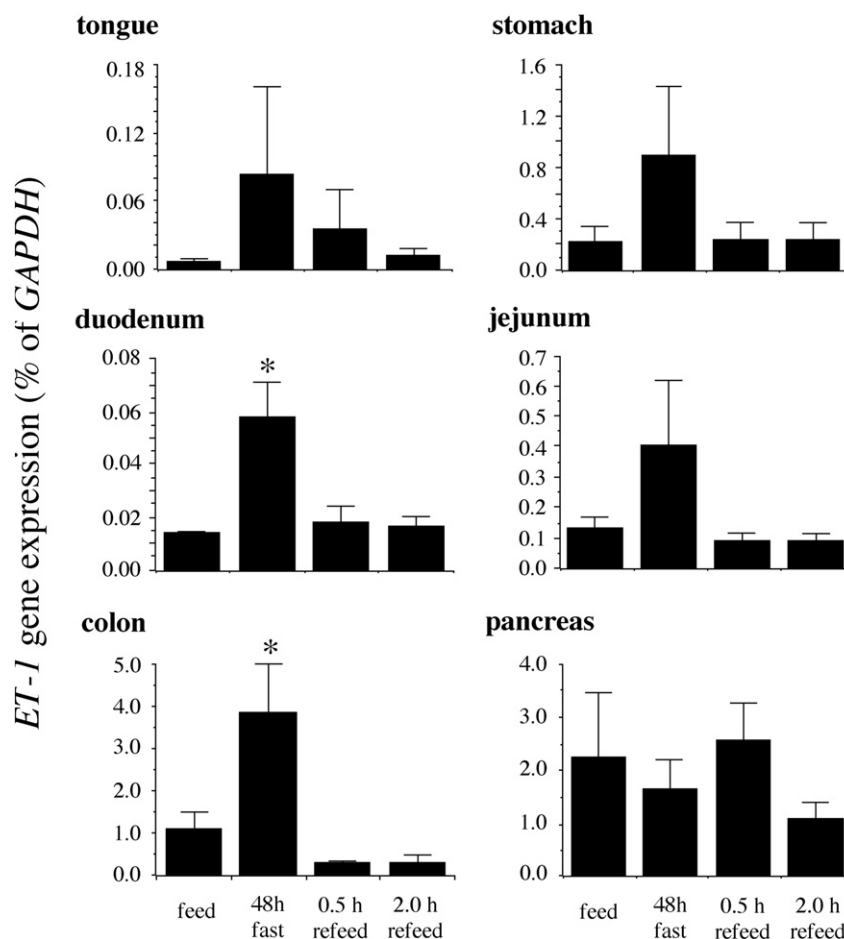 ET-1 gene expression (% of GAPDH)
tongue
0.18
0.12
0.06
0.00
stomach
1.6
1.2
0.8
0.4
0.0
duodenum
0.08
0.06
0.04
0.02
0.00
*
jejunum
0.7
0.6
0.5
0.4
0.3
0.2
0.1
0.0
colon
5.0
4.0
3.0
2.0
1.0
0.0
*
feed
48h
fast
0.5 h
refeed
2.0 h
refeed
pancreas
4.0
3.0
2.0
1.0
0.0
feed
48h
fast
0.5 h
refeed
2.0 h
refeed